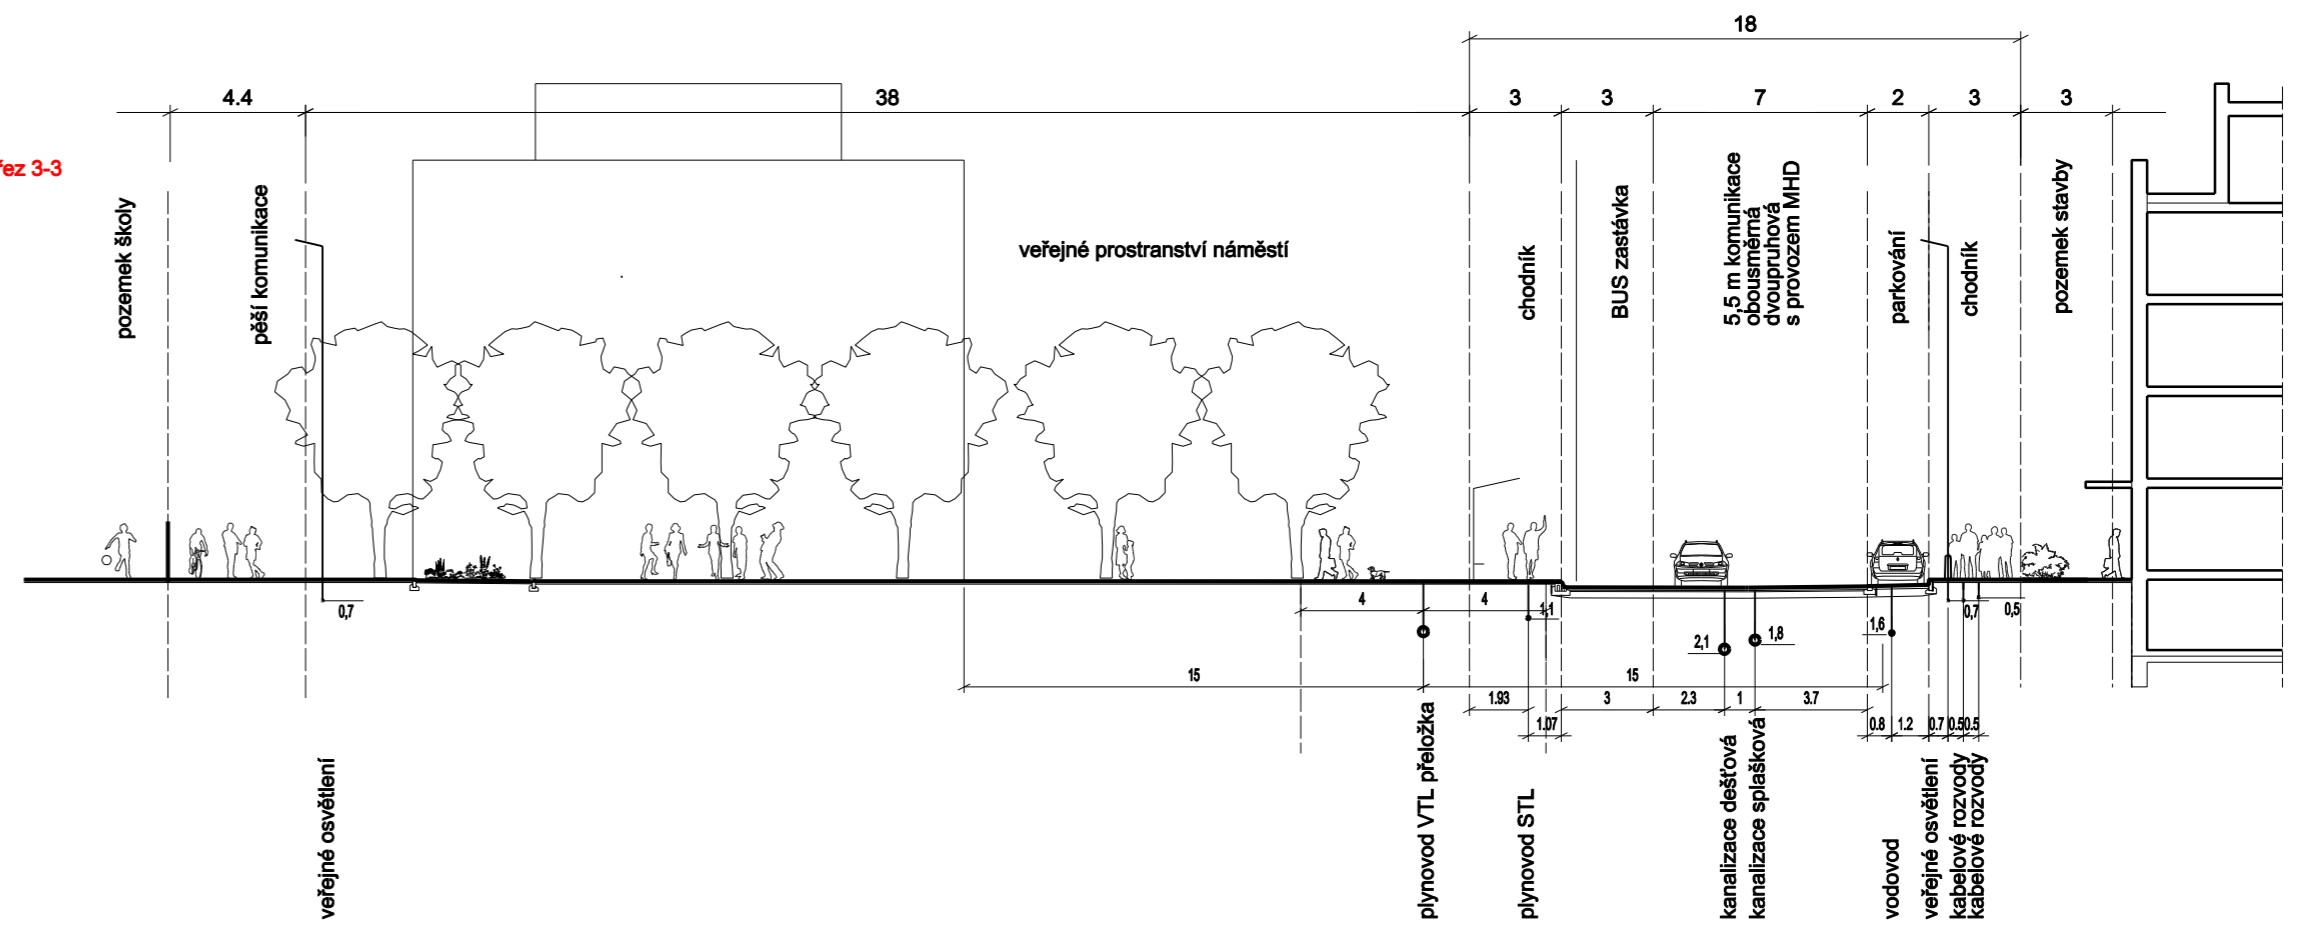 18
4.4
38
3
3
7
2
3
3
řez 3-3
pozemek školy
pěší komunikace
veřejné prostranství náměstí
chodník
BUS zastávka
5,5 m komunikace
obousměrná
dvoupruhová
s provozem MHD
parkování
chodník
pozemek stavby
0,7
4
4
1,1
2,1
1,8
1,6
0,7
0,5
15
15
1.93
3
2.3
1
3.7
1.07
0.8
1.2
0.7
0.5
0.5
veřejné osvětlení
plynovod VTL přeložka
plynovod STL
kanalizace dešťová
kanalizace splašková
vodovod
veřejné osvětlení
kabelové rozvody
kabelové rozvody